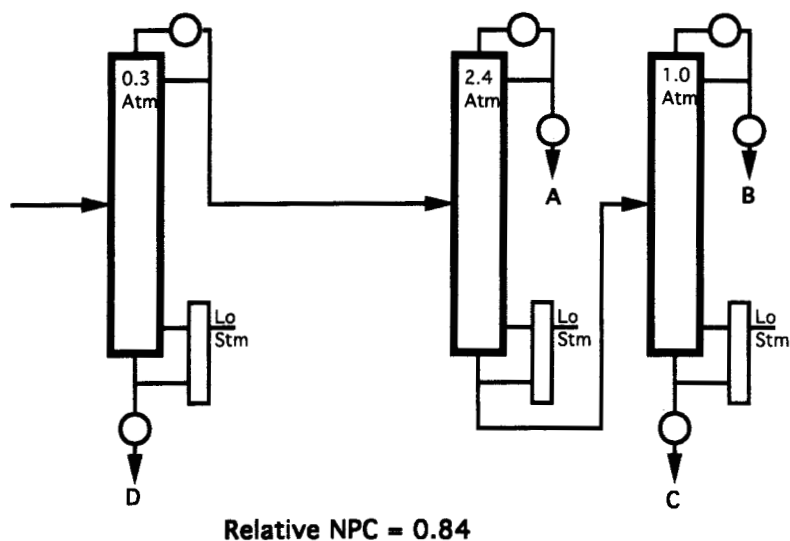 0.3
Atm
2.4
Atm
1.0
Atm
A
B
Lo
Stm
Lo
Stm
Lo
Stm
D
C
Relative NPC = 0.84